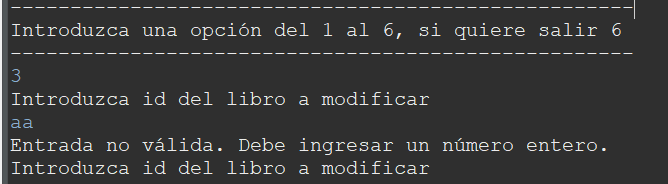 -----------------------------------------------------
Introduzca una opción del 1 al 6, si quiere salir 6
-----------------------------------------------------
3
Introduzca id del libro a modificar
aa
Entrada no válida. Debe ingresar un número entero.
Introduzca id del libro a modificar